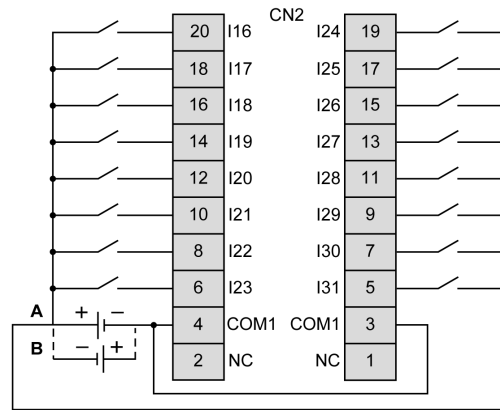 CN2
20 I16 I24 19
18 I17 I25 17
16 I18 I26 15
14 I19 I27 13
12 I20 I28 11
10 I21 I29 9
8 I22 I30 7
6 I23 I31 5
A + − 4 COM1 COM1 3
B − + 2 NC NC 1